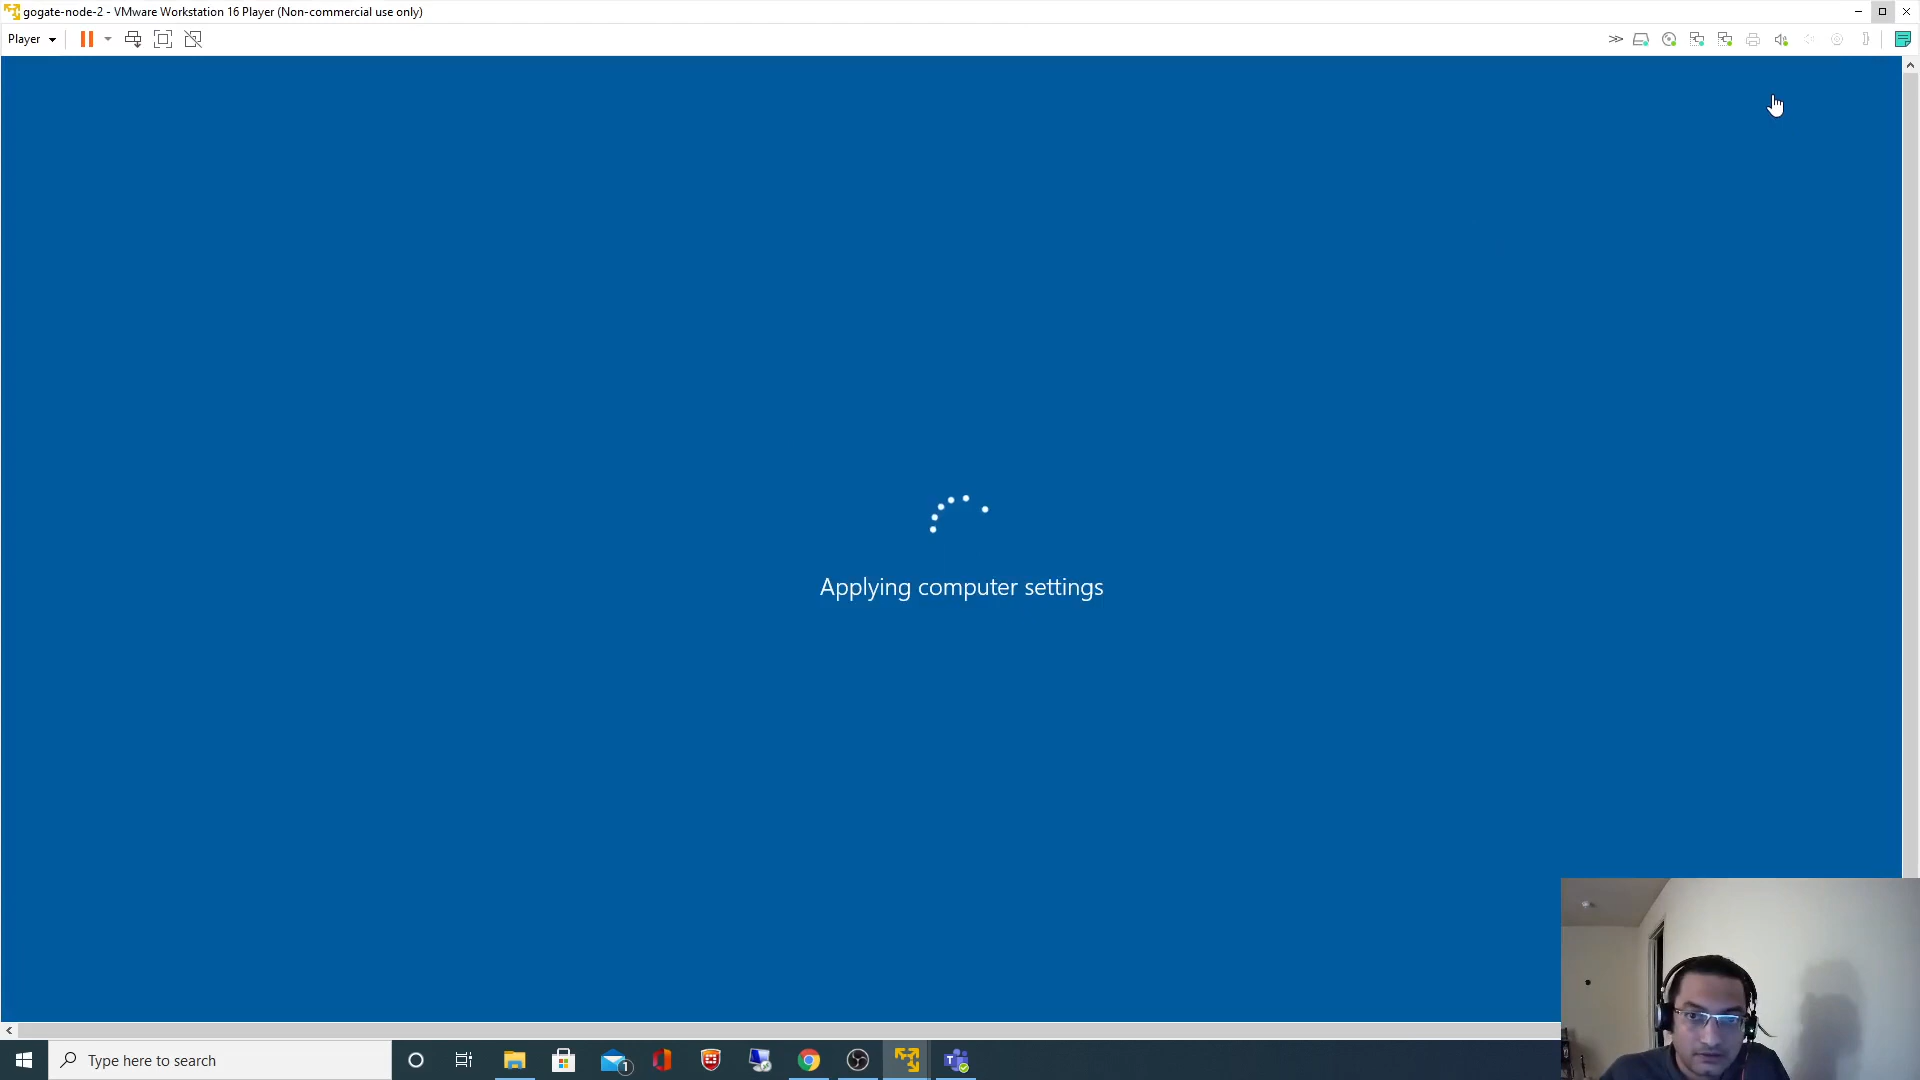 gogate-node-2 - VMware Workstation 16 Player (Non-commercial use only)
Player
Applying computer settings
Type here to search
1